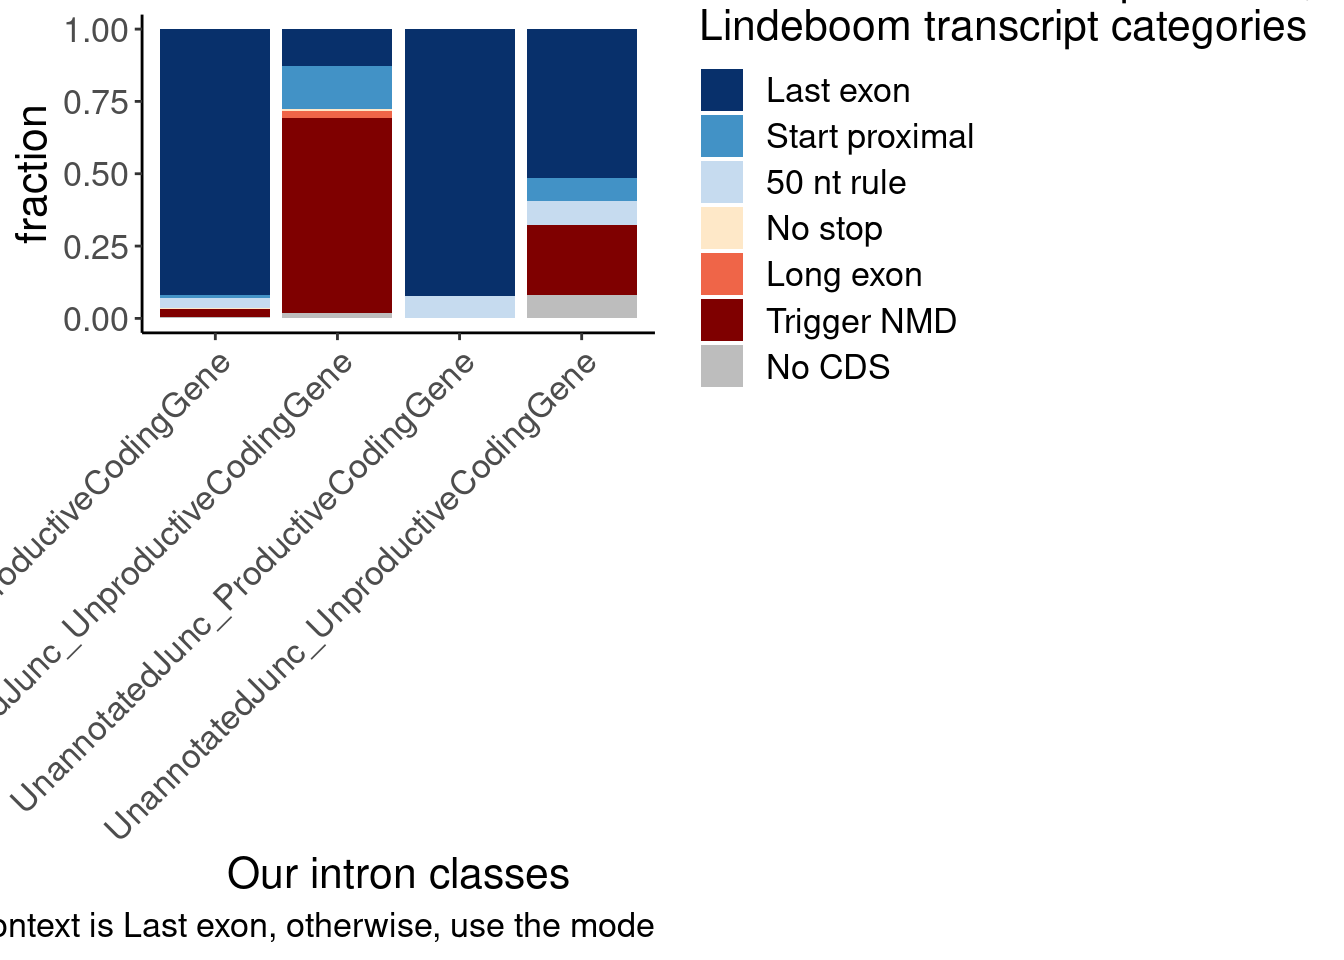 Lindeboom transcript categories
1.00
0.75
0.50
0.25
0.00
fraction
Last exon
Start proximal
50 nt rule
No stop
Long exon
Trigger NMD
No CDS
roductiveCodingGene
dJunc_UnproductiveCodingGene
UnannotatedJunc_ProductiveCodingGene
UnannotatedJunc_UnproductiveCodingGene
Our intron classes
ontext is Last exon, otherwise, use the mode